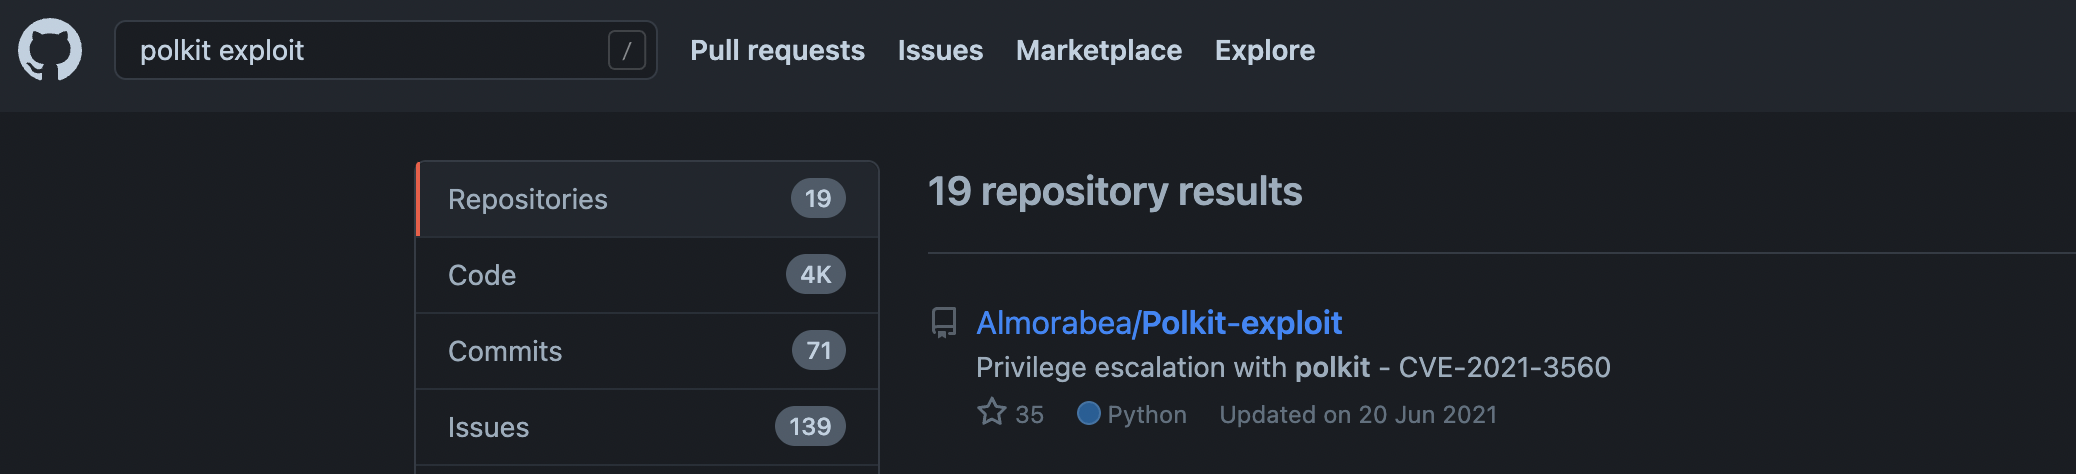 polkit exploit / Pull requests Issues Marketplace Explore
Repositories 19
Code 4K
Commits 71
Issues 139
19 repository results
Almorabea/Polkit-exploit
Privilege escalation with polkit - CVE-2021-3560
35 Python Updated on 20 Jun 2021